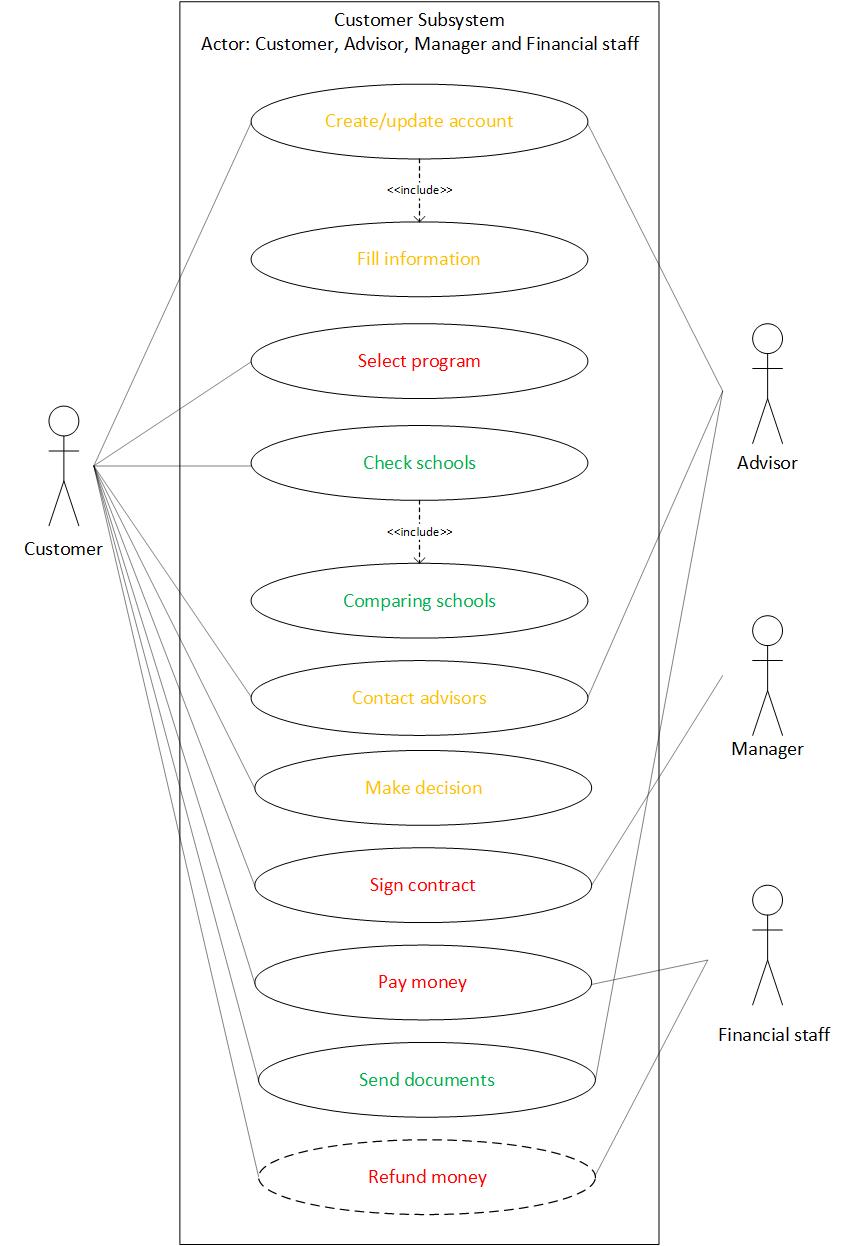 Customer Subsystem
Actor: Customer, Advisor, Manager and Financial staff
Create/update account
<<include>>
Fill information
Select program
Check schools
<<include>>
Comparing schools
Contact advisors
Make decision
Sign contract
Pay money
Send documents
Refund money
Customer
Advisor
Manager
Financial staff